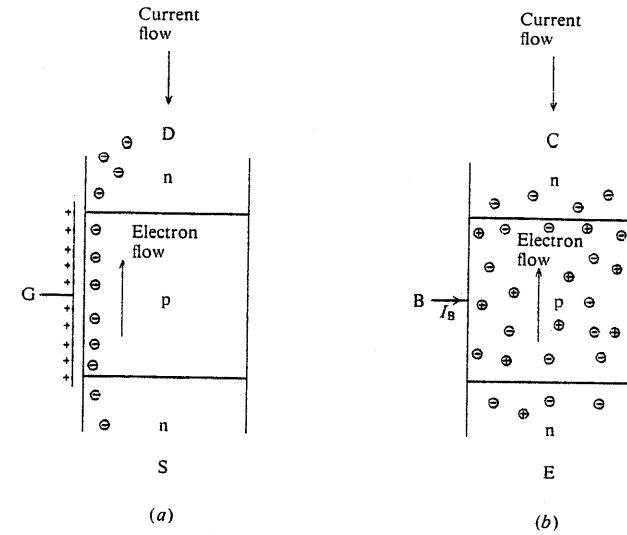 Current
flow
D
n
Electron
flow
G
p
n
S
(a)
Current
flow
C
n
Electron
flow
B
I_B
p
n
E
(b)